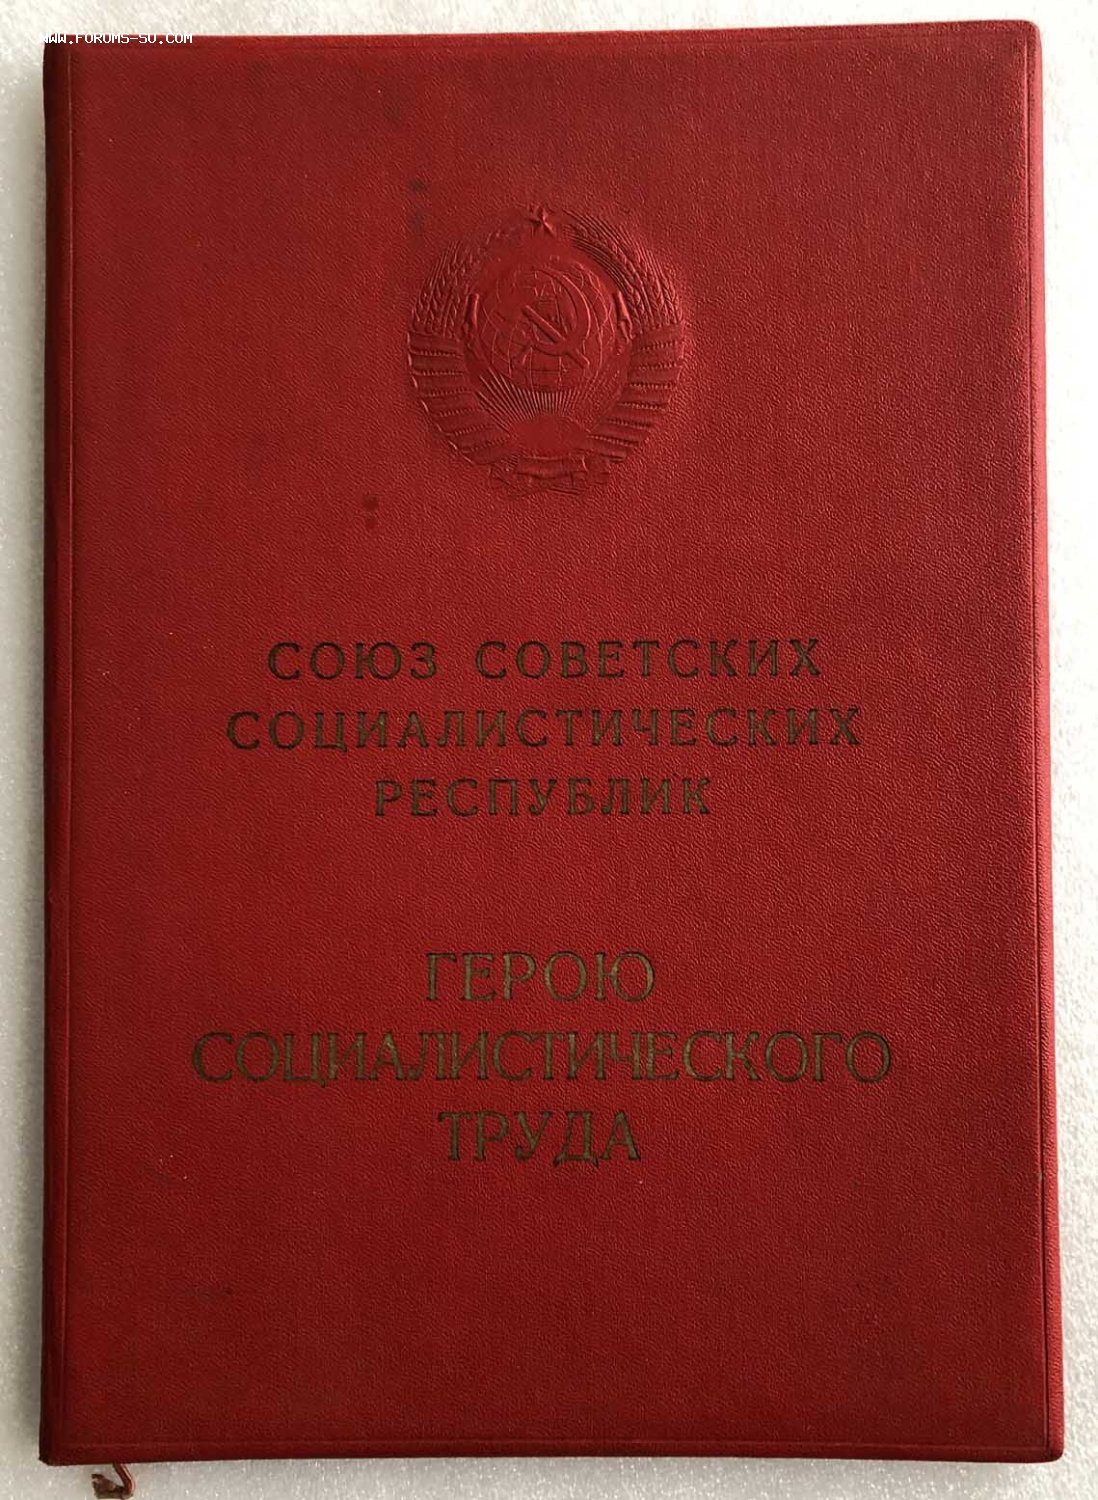 WWW.FORUMS-SU.COM
СОЮЗ СОВЕТСКИХ
СОЦИАЛИСТИЧЕСКИХ
РЕСПУБЛИК
ГЕРОЮ
СОЦИАЛИСТИЧЕСКОГО
ТРУДА